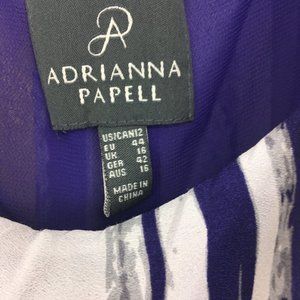 ADRIANNA
PAPELL
US|CAN12
EU 44
UK 16
GER 42
AUS 16
MADE IN
CHINA